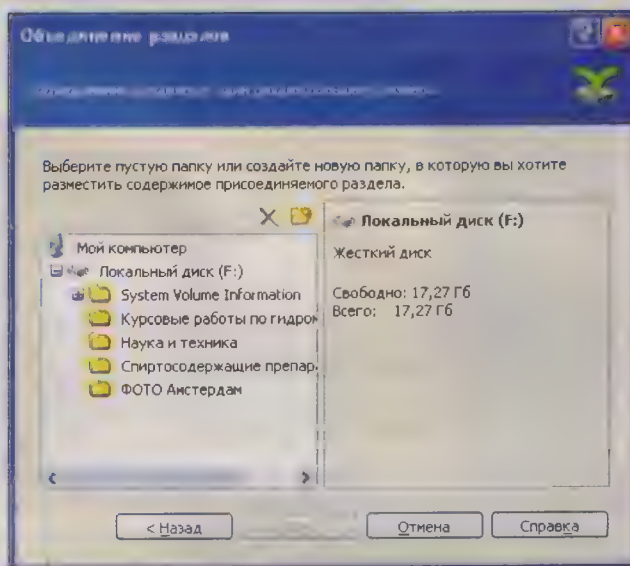 Объединение разделов
Выберите пустую папку или создайте новую папку, в которую вы хотите
разместить содержимое присоединяемого раздела.
Мой компьютер
Локальный диск (F:)
System Volume Information
Курсовые работы по гидрон
Наука и техника
Спиртосодержащие препар
ФОТО Амстердам
Локальный диск (F:)
Жесткий диск
Свободно: 17,27 Гб
Всего: 17,27 Гб
< Назад
Отмена
Справка